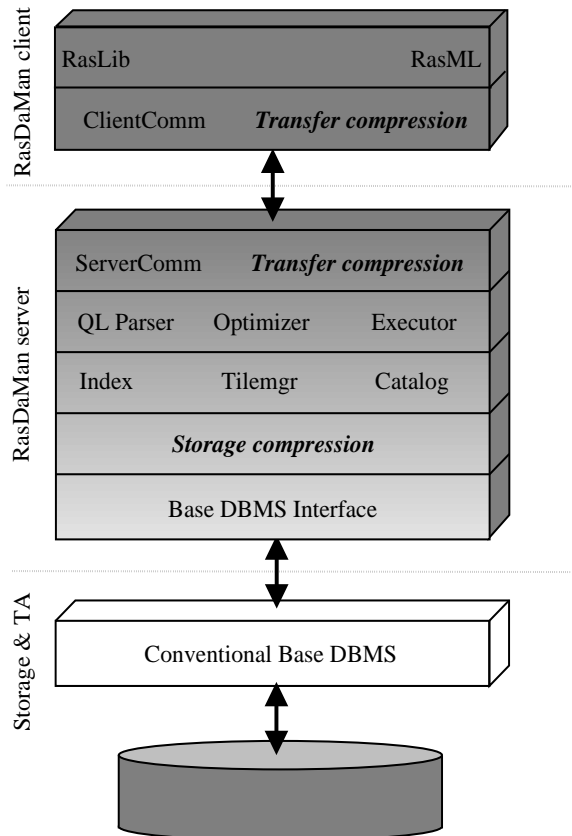 RasDaMan client
RasLib RasML
ClientComm Transfer compression
RasDaMan server
ServerComm Transfer compression
QL Parser Optimizer Executor
Index Tilemgr Catalog
Storage compression
Base DBMS Interface
Storage & TA
Conventional Base DBMS